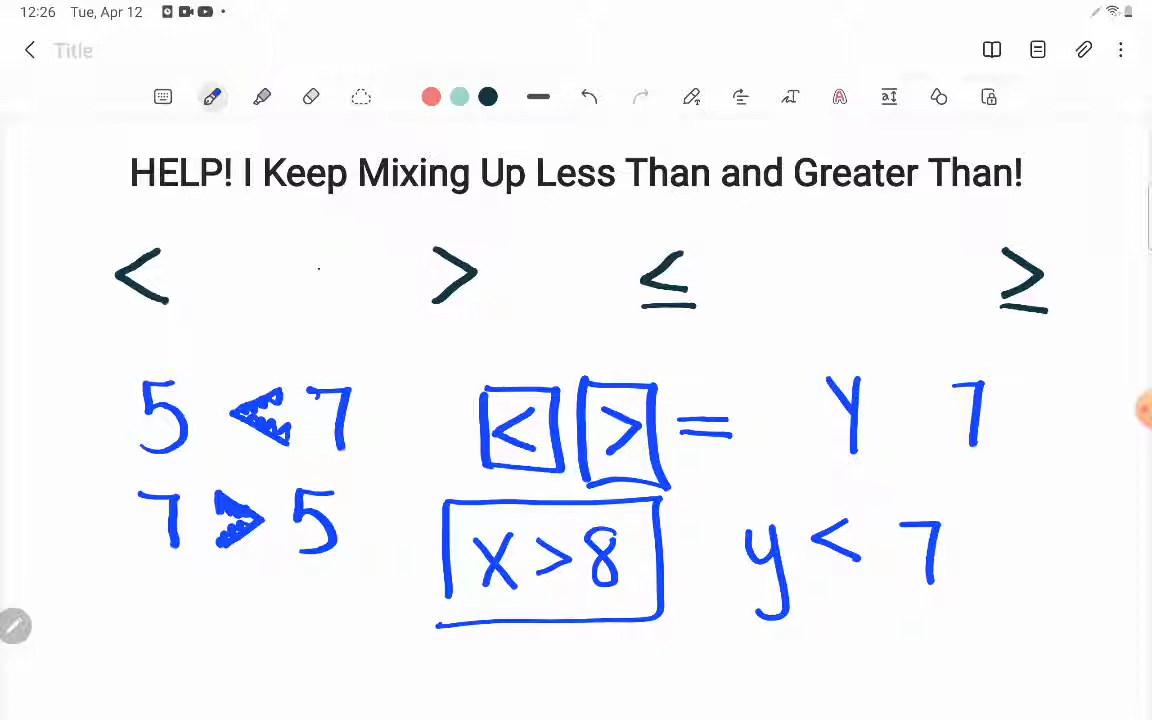 12:26 Tue, Apr 12
Title
HELP! I Keep Mixing Up Less Than and Greater Than!
< > ≤ ≥
5 < 7 < > = Y 7
7 > 5 x > 8 y < 7